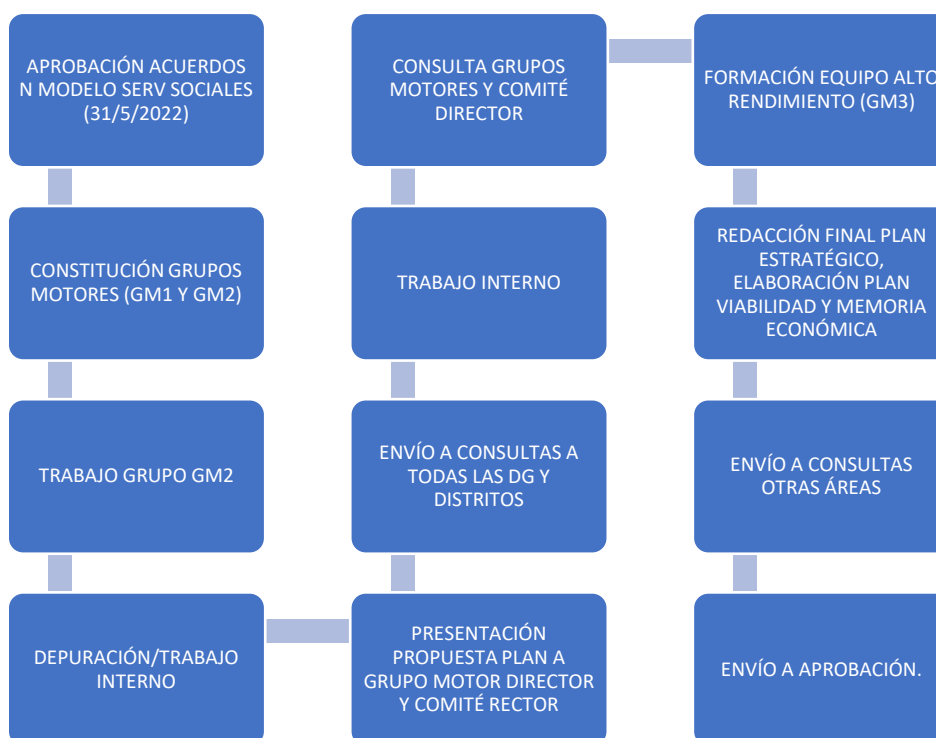 APROBACIÓN ACUERDOS
N MODELO SERV SOCIALES
(31/5/2022)
CONSTITUCIÓN GRUPOS
MOTORES (GM1 Y GM2)
TRABAJO GRUPO GM2
DEPURACIÓN/TRABAJO
INTERNO
PRESENTACIÓN
PROPUESTA PLAN A
GRUPO MOTOR DIRECTOR
Y COMITÉ RECTOR
ENVÍO A CONSULTAS A
TODAS LAS DG Y
DISTRITOS
TRABAJO INTERNO
CONSULTA GRUPOS
MOTORES Y COMITÉ
DIRECTOR
FORMACIÓN EQUIPO ALTO
RENDIMIENTO (GM3)
REDACCIÓN FINAL PLAN
ESTRATÉGICO,
ELABORACIÓN PLAN
VIABILIDAD Y MEMORIA
ECONÓMICA
ENVÍO A CONSULTAS
OTRAS ÁREAS
ENVÍO A APROBACIÓN.